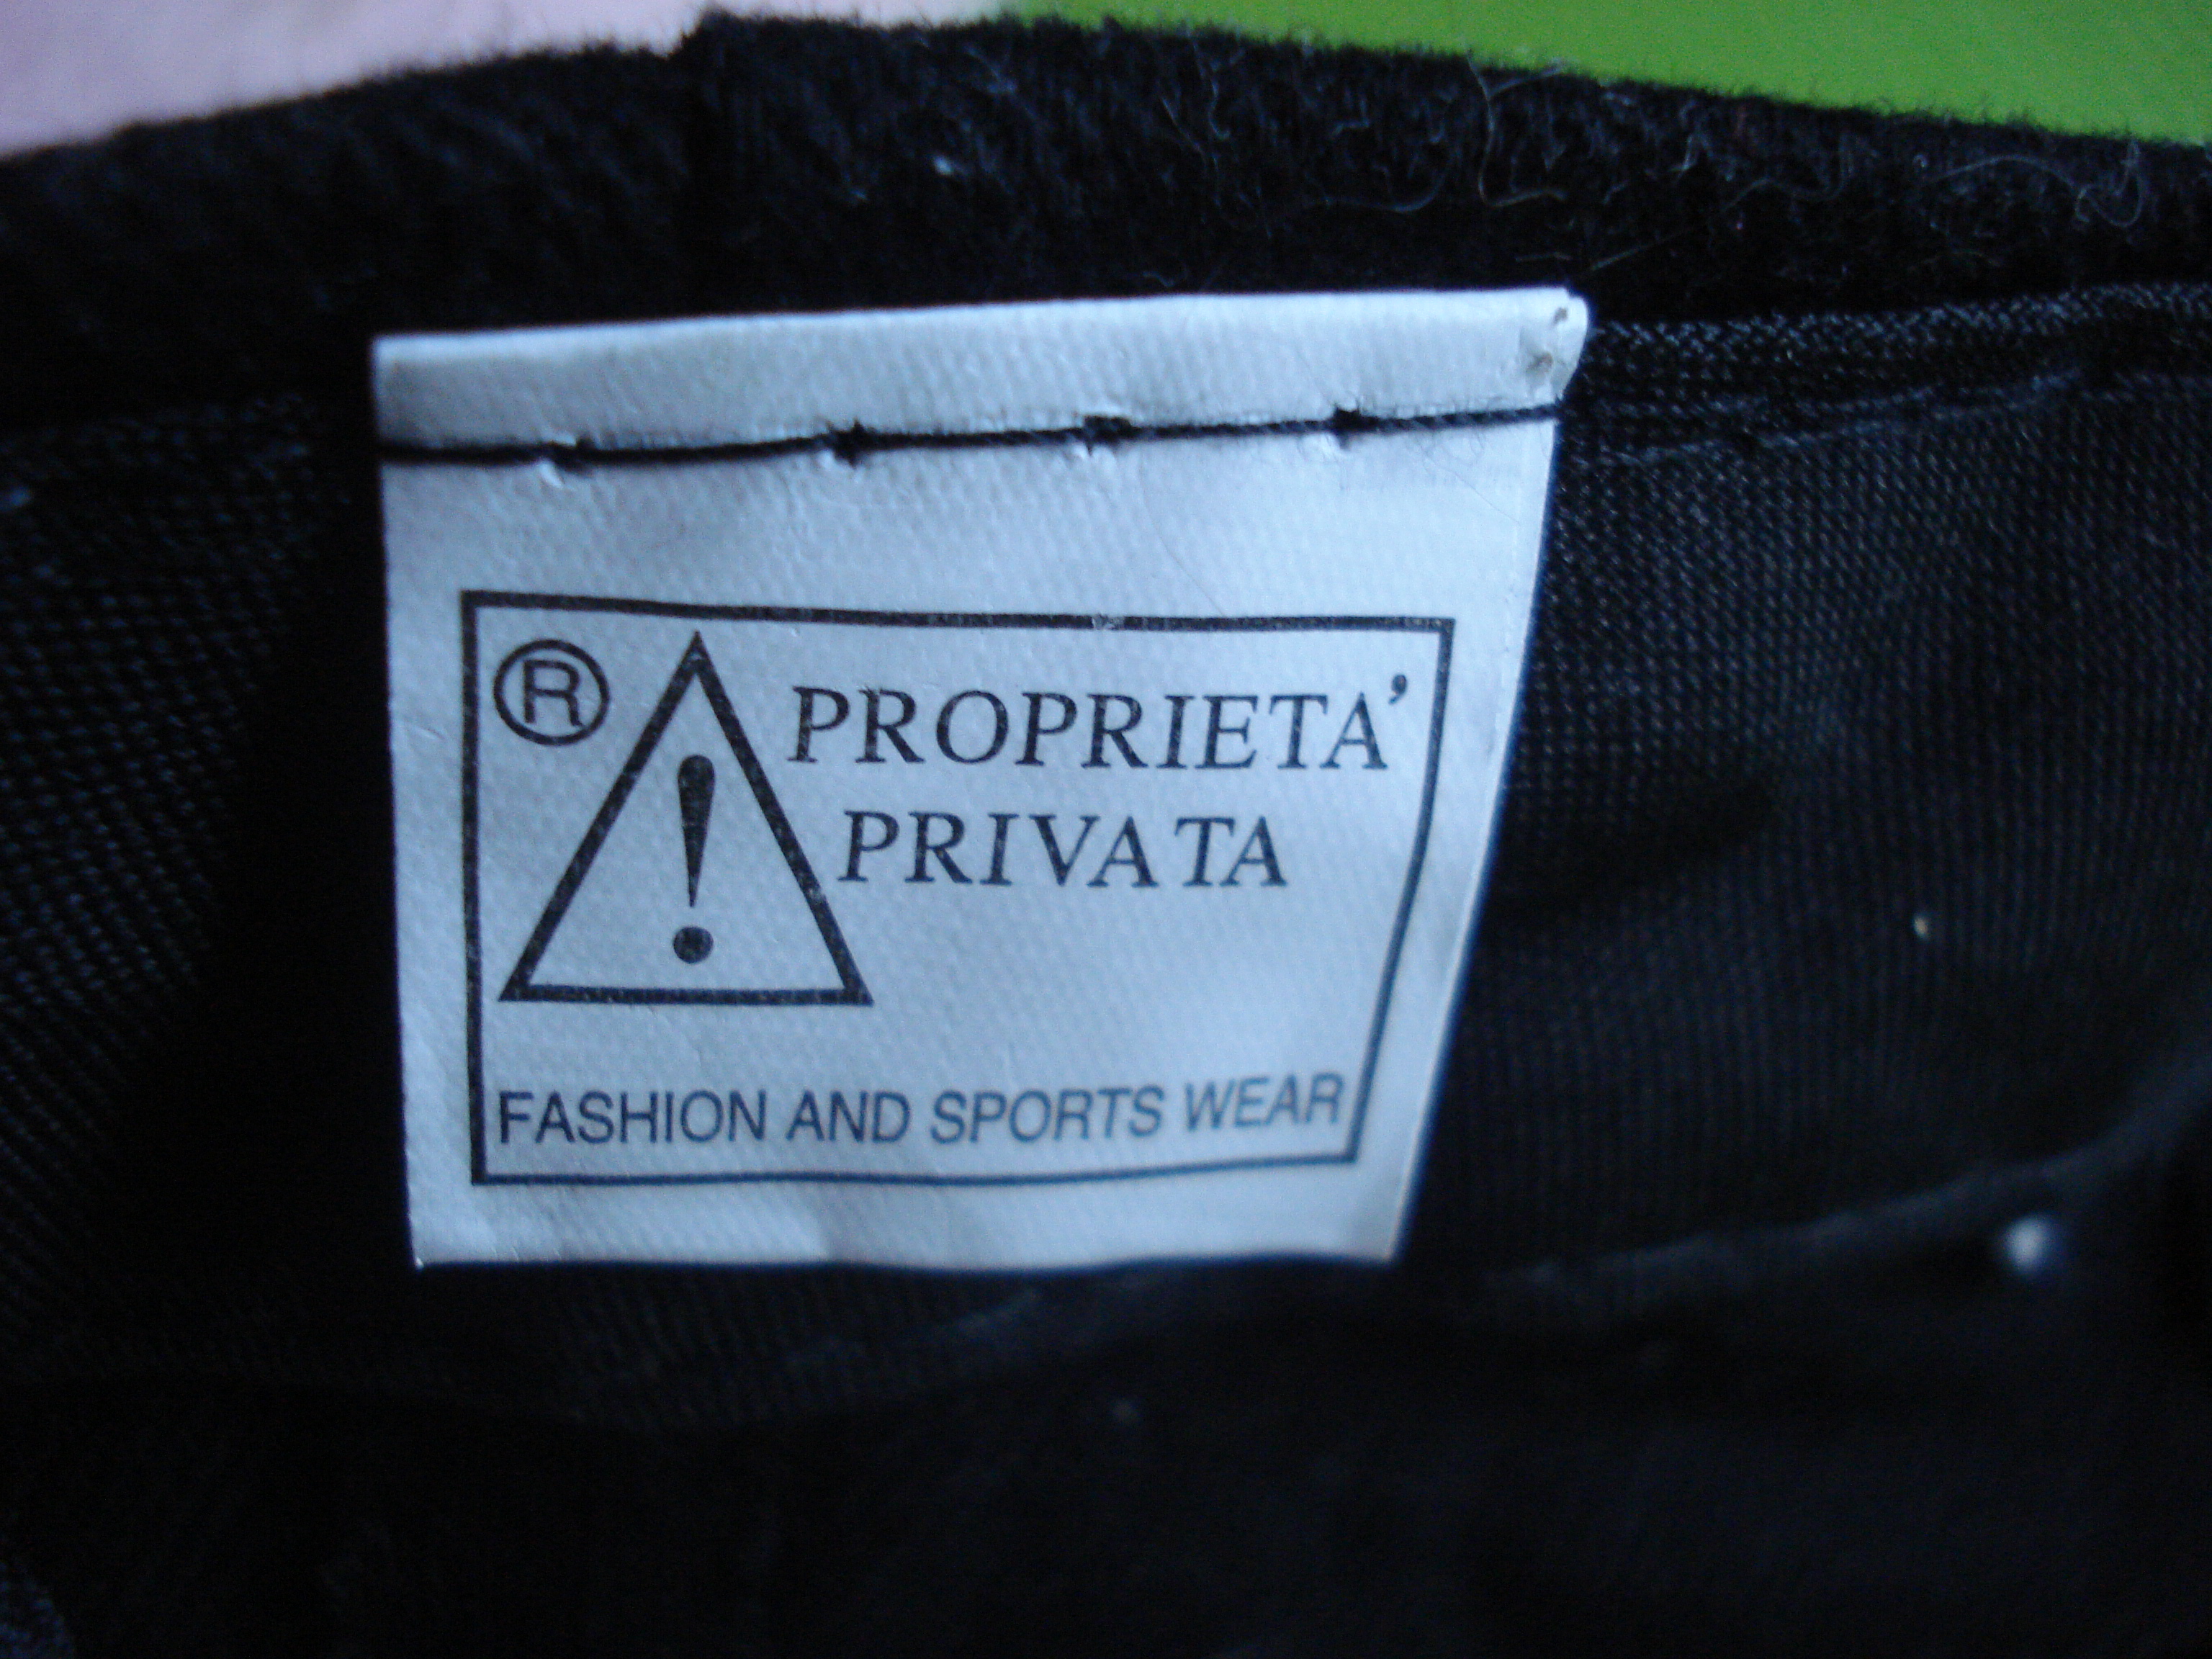 ®
!
PROPRIETA'
PRIVATA
FASHION AND SPORTS WEAR